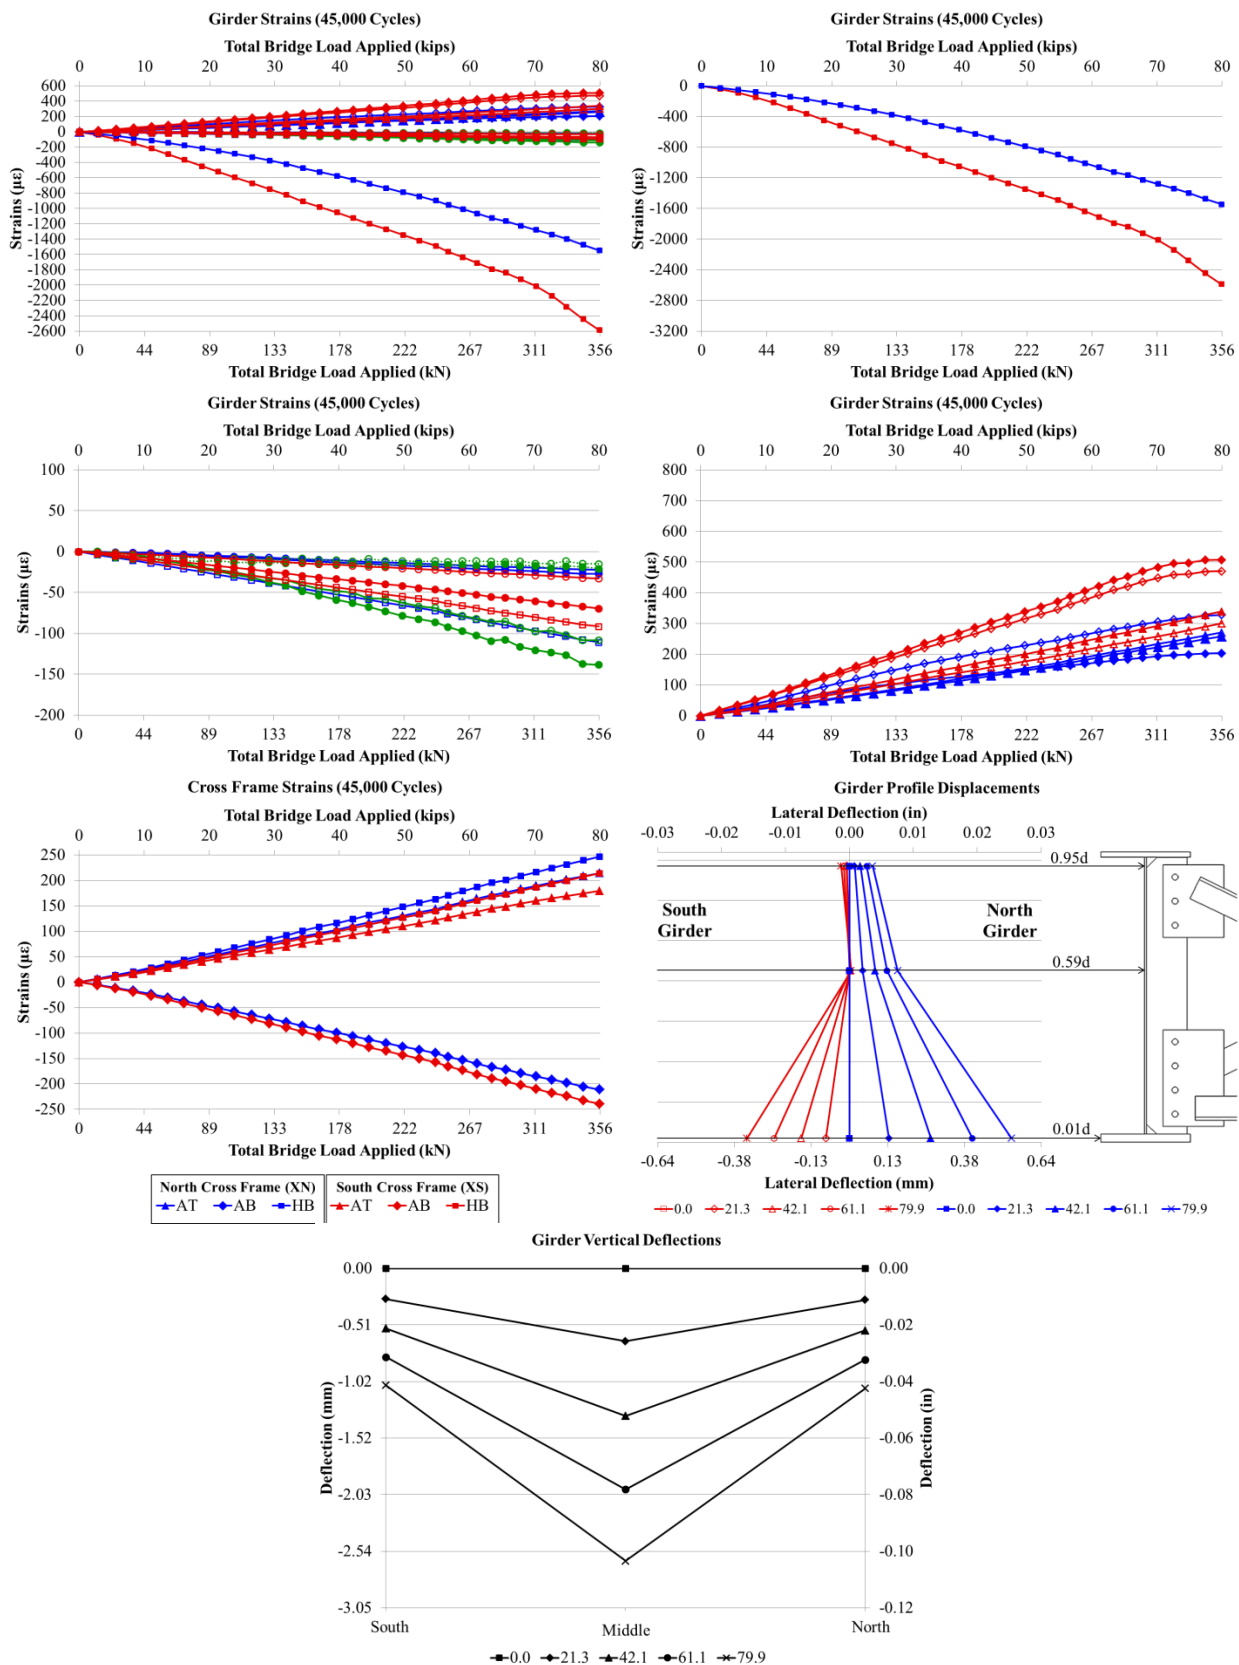 Girder Strains (45,000 Cycles)
Total Bridge Load Applied (kips)
0 10 20 30 40 50 60 70 80
600
400
200
0
-200
-400
-600
-800
-1000
-1200
-1400
-1600
-1800
-2000
-2200
-2400
-2600
Strains (με)
0 44 89 133 178 222 267 311 356
Total Bridge Load Applied (kN)
Girder Strains (45,000 Cycles)
Total Bridge Load Applied (kips)
0 10 20 30 40 50 60 70 80
0
-400
-800
-1200
-1600
-2000
-2400
-2800
-3200
Strains (με)
0 44 89 133 178 222 267 311 356
Total Bridge Load Applied (kN)
Girder Strains (45,000 Cycles)
Total Bridge Load Applied (kips)
0 10 20 30 40 50 60 70 80
100
50
0
-50
-100
-150
-200
Strains (με)
0 44 89 133 178 222 267 311 356
Total Bridge Load Applied (kN)
Girder Strains (45,000 Cycles)
Total Bridge Load Applied (kips)
0 10 20 30 40 50 60 70 80
800
700
600
500
400
300
200
100
0
Strains (με)
0 44 89 133 178 222 267 311 356
Total Bridge Load Applied (kN)
Cross Frame Strains (45,000 Cycles)
Total Bridge Load Applied (kips)
0 10 20 30 40 50 60 70 80
250
200
150
100
50
0
-50
-100
-150
-200
-250
Strains (με)
0 44 89 133 178 222 267 311 356
Total Bridge Load Applied (kN)
North Cross Frame (XN) South Cross Frame (XS)
AT AB HB AT AB HB
Girder Profile Displacements
Lateral Deflection (in)
-0.03 -0.02 -0.01 0.00 0.01 0.02 0.03
0.95d
South Girder
North Girder
0.59d
0.01d
-0.64 -0.38 -0.13 0.13 0.38 0.64
Lateral Deflection (mm)
0.0 21.3 42.1 61.1 79.9 0.0 21.3 42.1 61.1 79.9
Girder Vertical Deflections
0.00
-0.51
-1.02
-1.52
-2.03
-2.54
-3.05
Deflection (mm)
0.00
-0.02
-0.04
-0.06
-0.08
-0.10
-0.12
Deflection (in)
South Middle North
0.0 21.3 42.1 61.1 79.9